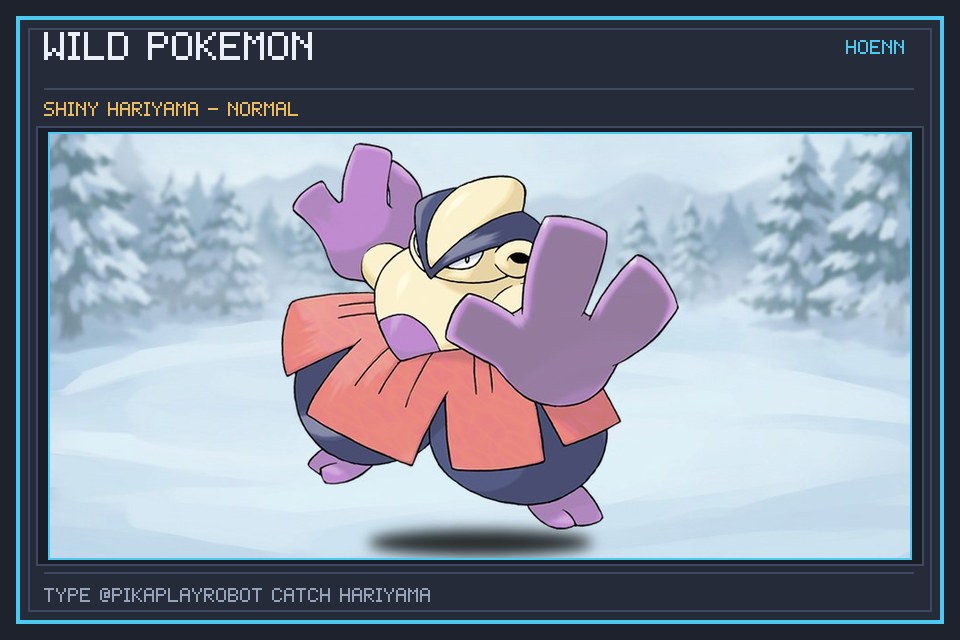 WILD POKEMON
HOENN
SHINY HARIYAMA - NORMAL
TYPE @PIKAPLAYROBOT CATCH HARIYAMA